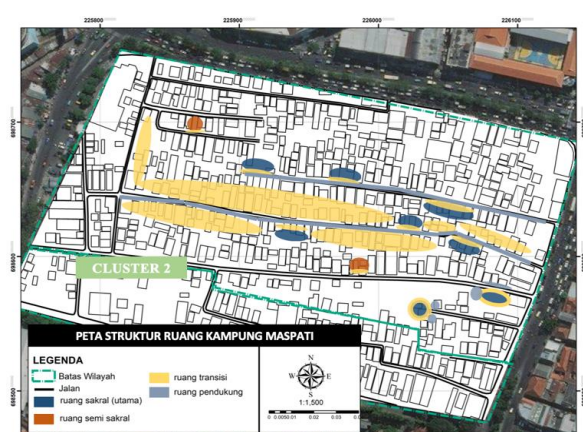 225800 225900 226000 226100
698700
CLUSTER 2
PETA STRUKTUR RUANG KAMPUNG MASPATI
LEGENDA
Batas Wilayah
Jalan
ruang sakral (utama)
ruang semi sakral
ruang transisi
ruang pendukung
N
W E
S
1:1,500